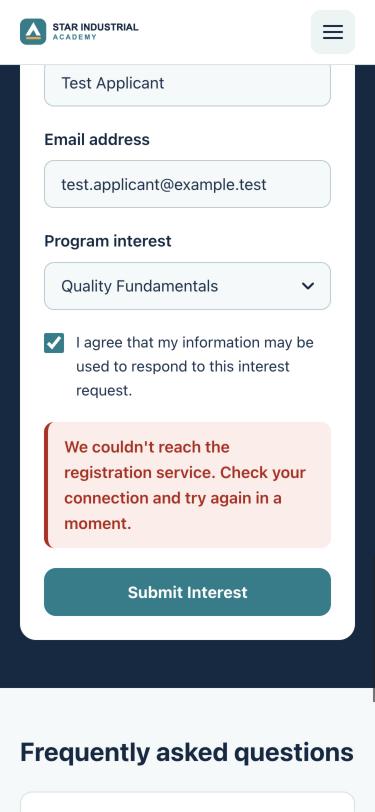 STAR INDUSTRIAL
ACADEMY
Test Applicant
Email address
test.applicant@example.test
Program interest
Quality Fundamentals
I agree that my information may be
used to respond to this interest
request.
We couldn't reach the
registration service. Check your
connection and try again in a
moment.
Submit Interest
Frequently asked questions